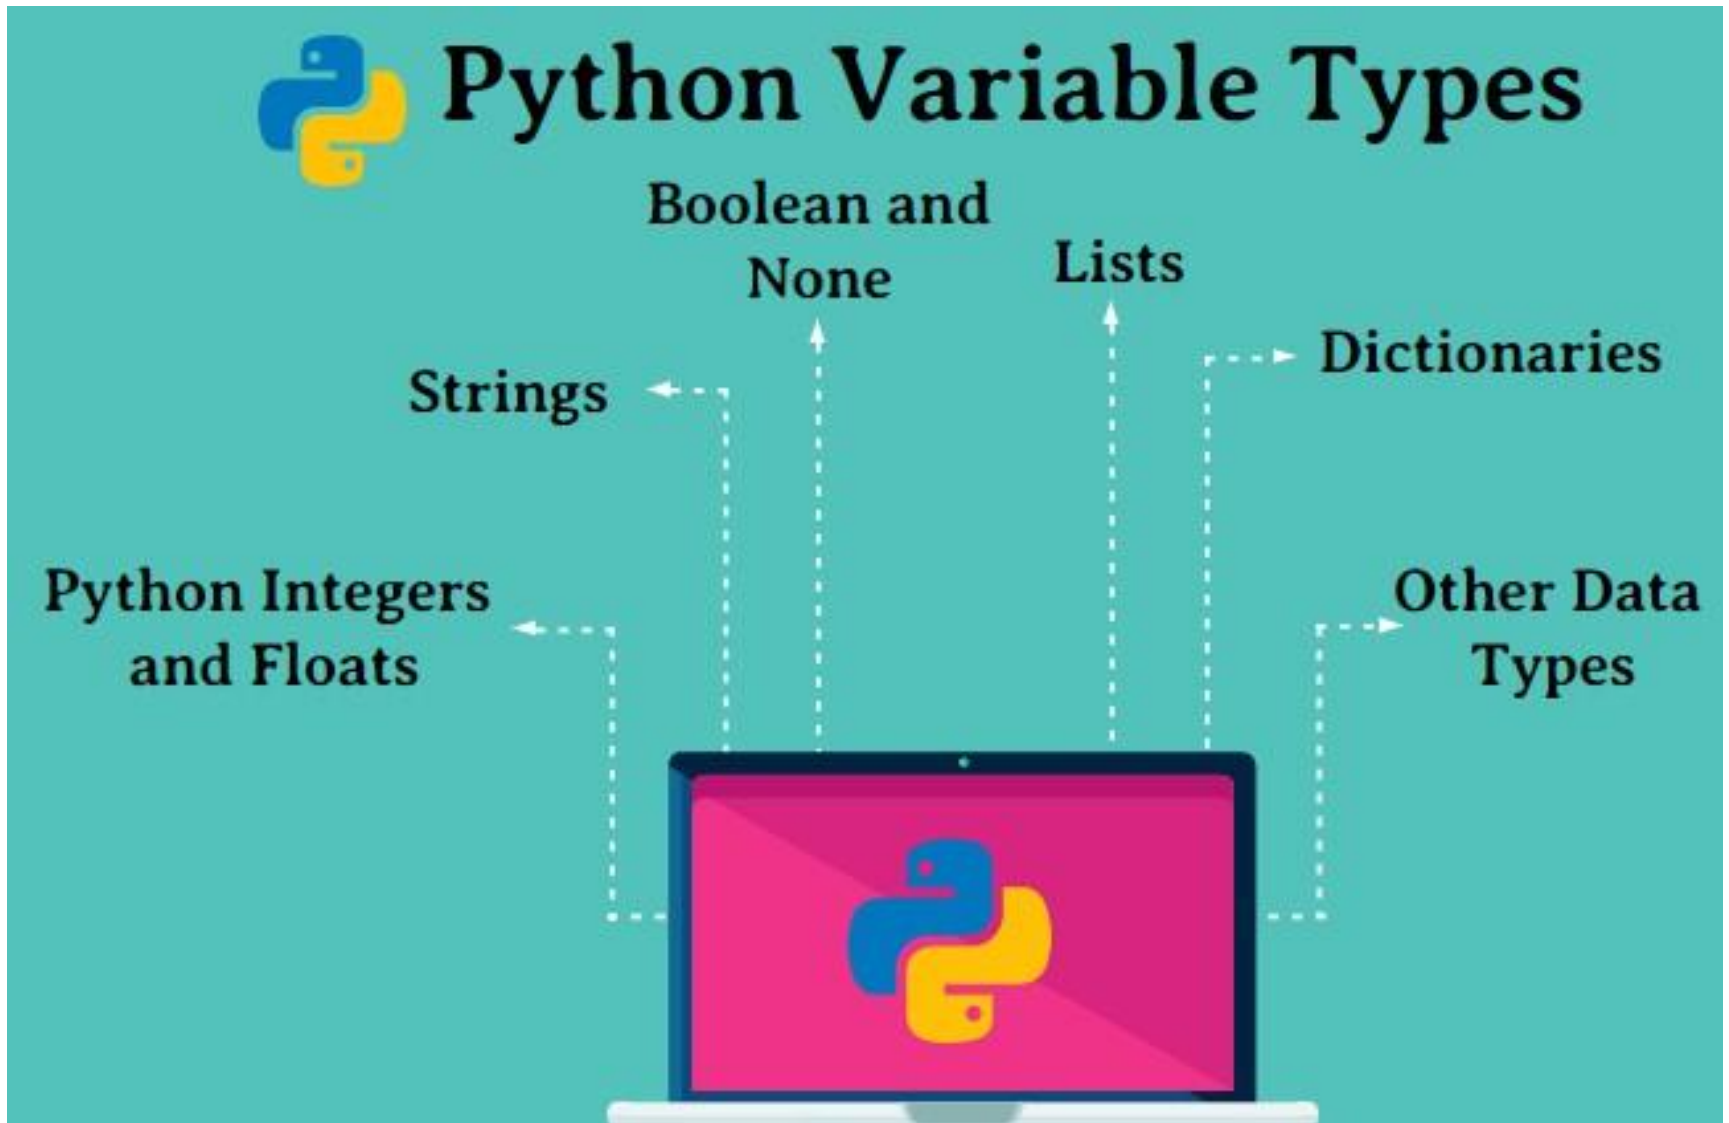 Python Variable Types
Boolean and
None
Lists
Dictionaries
Strings
Python Integers
and Floats
Other Data
Types